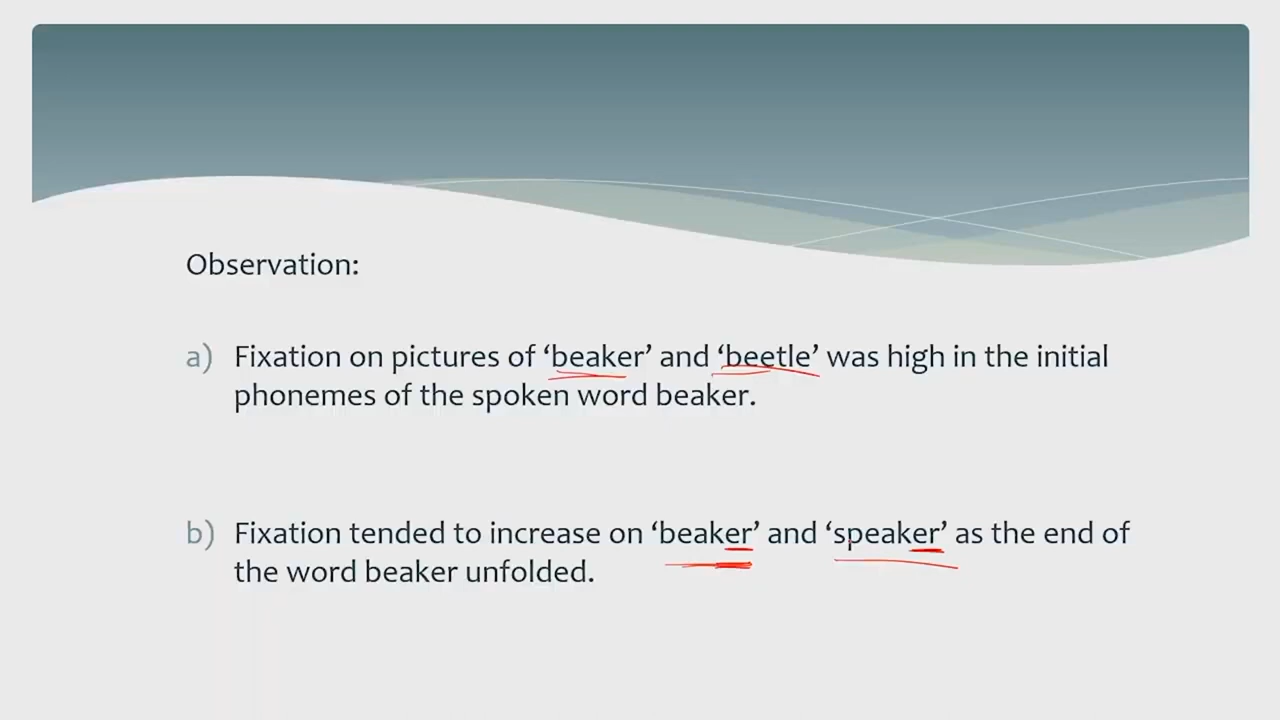 Observation:
a) Fixation on pictures of ‘beaker’ and ‘beetle’ was high in the initial
phonemes of the spoken word beaker.
b) Fixation tended to increase on ‘beaker’ and ‘speaker’ as the end of
the word beaker unfolded.